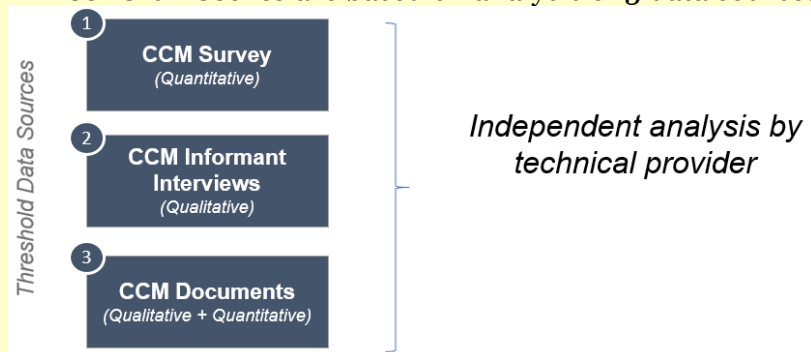 Threshold Data Sources
1
CCM Survey
(Quantitative)
2
CCM Informant
Interviews
(Qualitative)
3
CCM Documents
(Qualitative + Quantitative)
Independent analysis by
technical provider